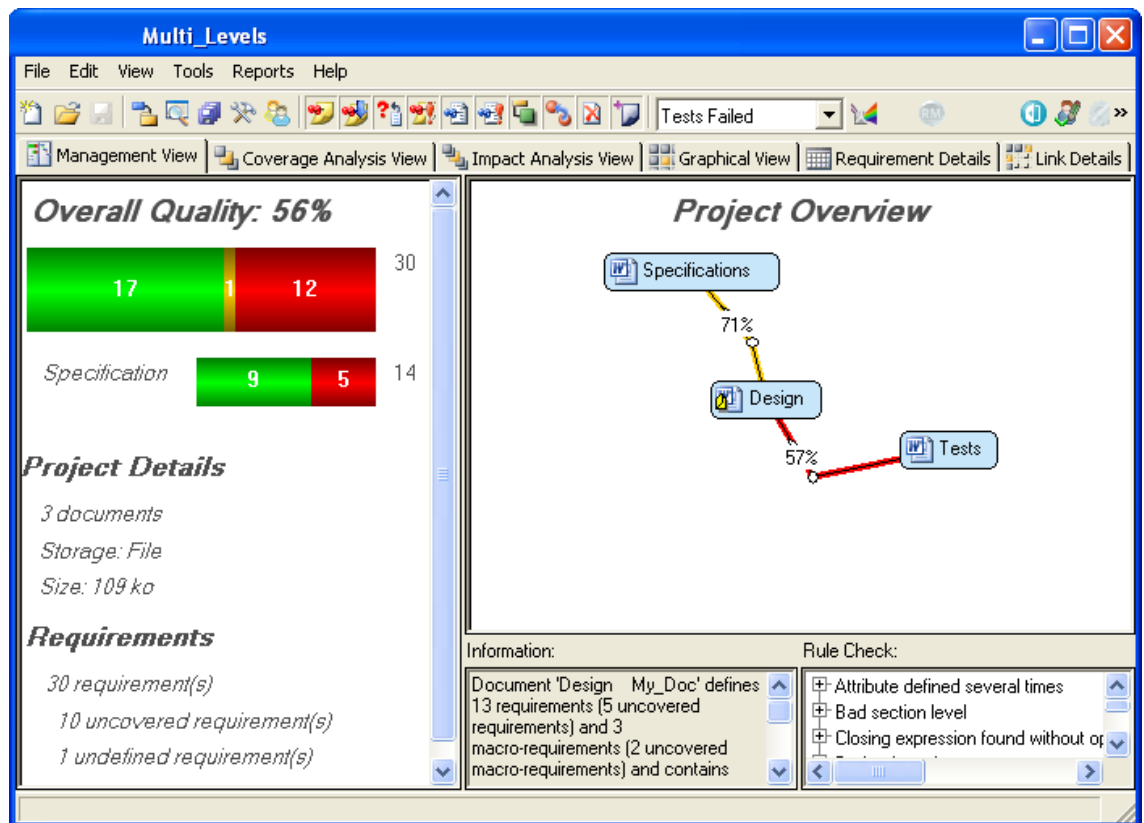 Multi_Levels
File Edit View Tools Reports Help
Tests Failed
RM
»
Management View Coverage Analysis View Impact Analysis View Graphical View Requirement Details Link Details
Overall Quality: 56%
17 1 12 30
Specification 9 5 14
Project Details
3 documents
Storage: File
Size: 109 ko
Requirements
30 requirement(s)
10 uncovered requirement(s)
1 undefined requirement(s)
Project Overview
Specifications
71%
Design
57%
Tests
Information:
Document 'Design My_Doc' defines
13 requirements (5 uncovered
requirements) and 3
macro-requirements (2 uncovered
macro-requirements) and contains
Rule Check:
Attribute defined several times
Bad section level
Closing expression found without op